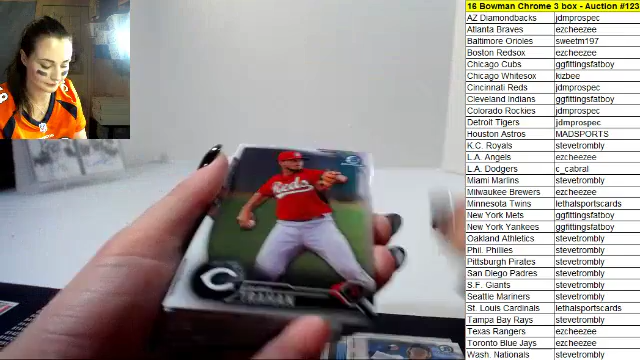 16 Bowman Chrome 3 box - Auction #123
AZ Diamondbacks jdmprospec
Atlanta Braves ezcheezee
Baltimore Orioles sweetm197
Boston Redsox ezcheezee
Chicago Cubs ggfittingsfatboy
Chicago Whitesox kizbee
Cincinnati Reds jdmprospec
Cleveland Indians ggfittingsfatboy
Colorado Rockies jdmprospec
Detroit Tigers jdmprospec
Houston Astros MADSPORTS
K.C. Royals stevetrombly
L.A. Angels ezcheezee
L.A. Dodgers c_cabral
Miami Marlins stevetrombly
Milwaukee Brewers ezcheezee
Minnesota Twins lethalsportscards
New York Mets ggfittingsfatboy
New York Yankees ggfittingsfatboy
Oakland Athletics stevetrombly
Phil. Phillies stevetrombly
Pittsburgh Pirates stevetrombly
San Diego Padres stevetrombly
S.F. Giants stevetrombly
Seattle Mariners stevetrombly
St. Louis Cardinals lethalsportscards
Tampa Bay Rays stevetrombly
Texas Rangers ezcheezee
Toronto Blue Jays ezcheezee
Wash. Nationals stevetrombly
Reds
C